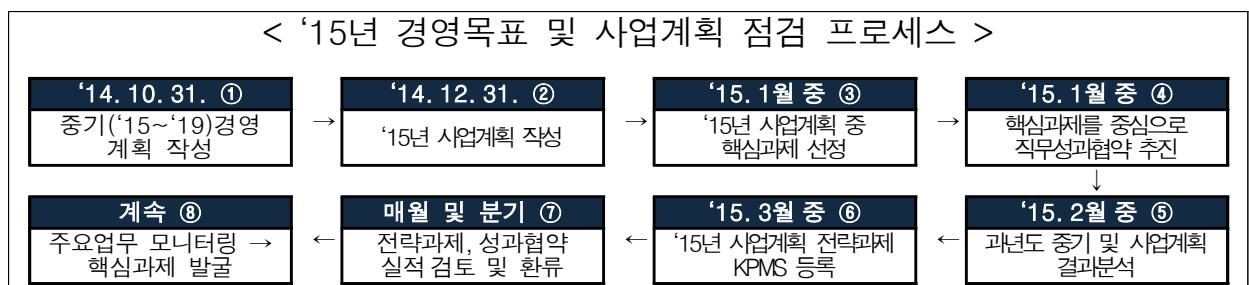 < ‘15년 경영목표 및 사업계획 점검 프로세스 >
‘14.10.31. ①
중기(‘15~‘19)경영
계획 작성
→
‘14.12.31. ②
‘15년 사업계획 작성
→
‘15.1월 중 ③
‘15년 사업계획 중
핵심과제 선정
→
‘15.1월 중 ④
핵심과제를 중심으로
직무성과협약 추진
↓
‘15.2월 중 ⑤
과년도 중기 및 사업계획
결과분석
←
‘15.3월 중 ⑥
‘15년 사업계획 전략과제
KPMS 등록
←
매월 및 분기 ⑦
전략과제, 성과협약
실적 검토 및 환류
←
계속 ⑧
주요업무 모니터링 →
핵심과제 발굴